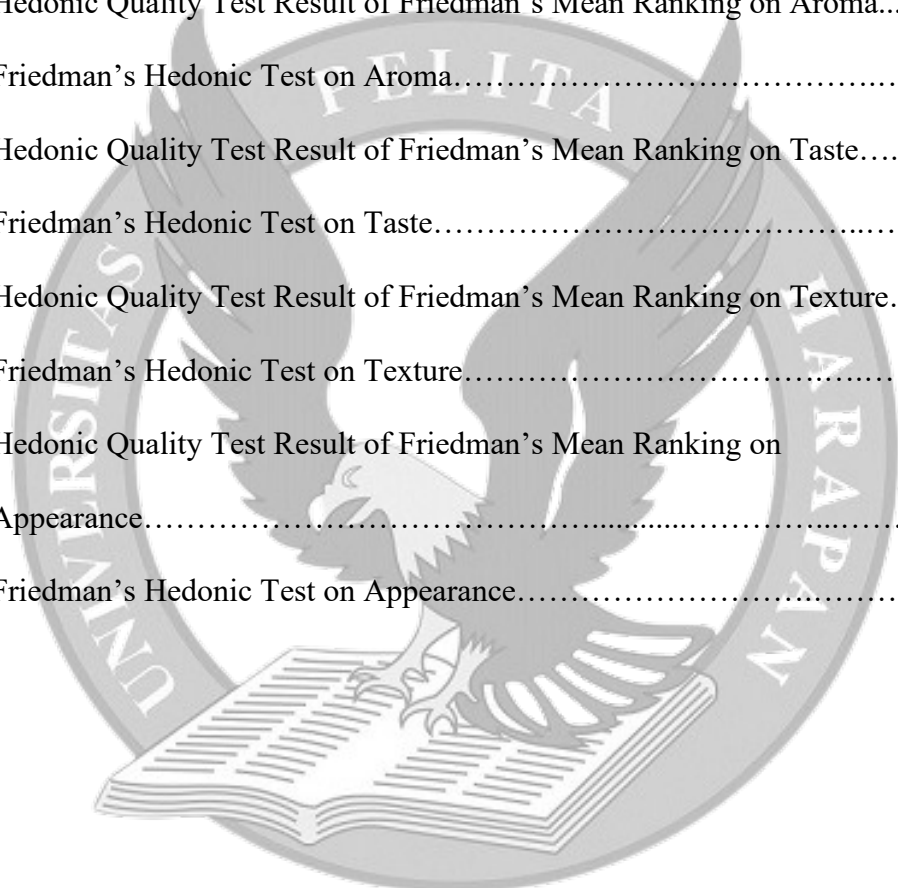 Hedonic Quality Test Result of Friedman’s Mean Ranking on Aroma...
Friedman’s Hedonic Test on Aroma…………………………………….…
Hedonic Quality Test Result of Friedman’s Mean Ranking on Taste….
Friedman’s Hedonic Test on Taste…………………………………..…
Hedonic Quality Test Result of Friedman’s Mean Ranking on Texture.
Friedman’s Hedonic Test on Texture……………………………….….…
Hedonic Quality Test Result of Friedman’s Mean Ranking on
Appearance………………………………………............…………...……
Friedman’s Hedonic Test on Appearance………………………………
UNIVERSITAS PELITA HARAPAN